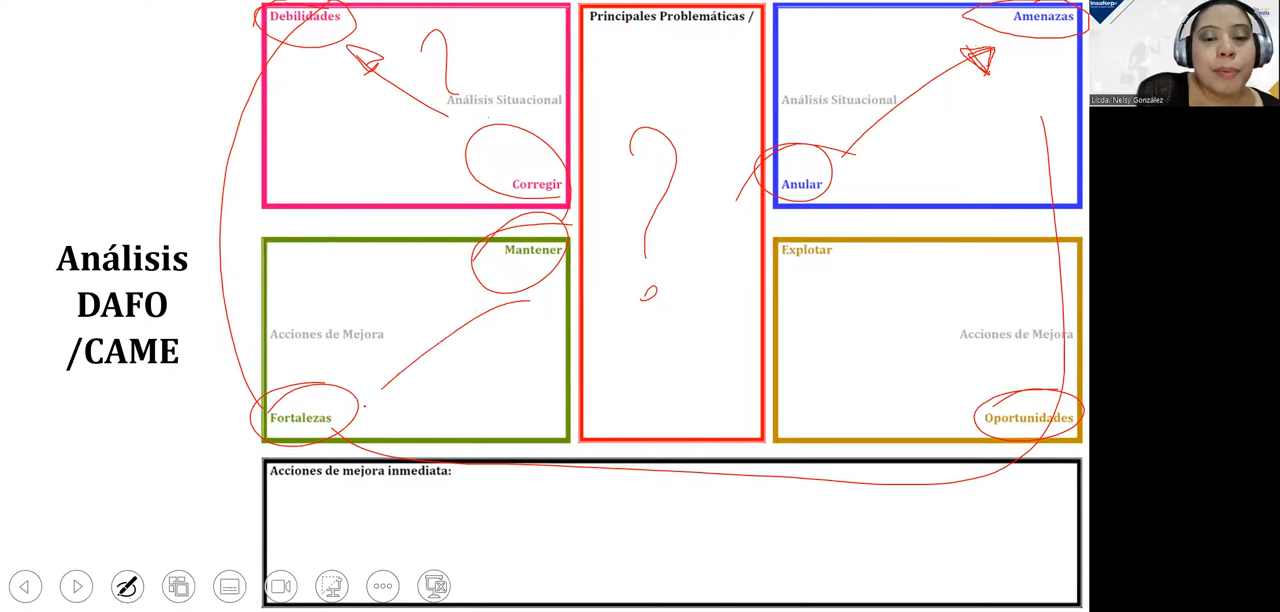 Debilidades
Principales Problemáticas /
Amenazas
Insaforp
Análisis Situacional
Análisis Situacional
Licda. Nelsy González
Corregir
Anular
Análisis
DAFO
/CAME
Mantener
Explotar
Acciones de Mejora
Acciones de Mejora
Fortalezas
Oportunidades
Acciones de mejora inmediata: